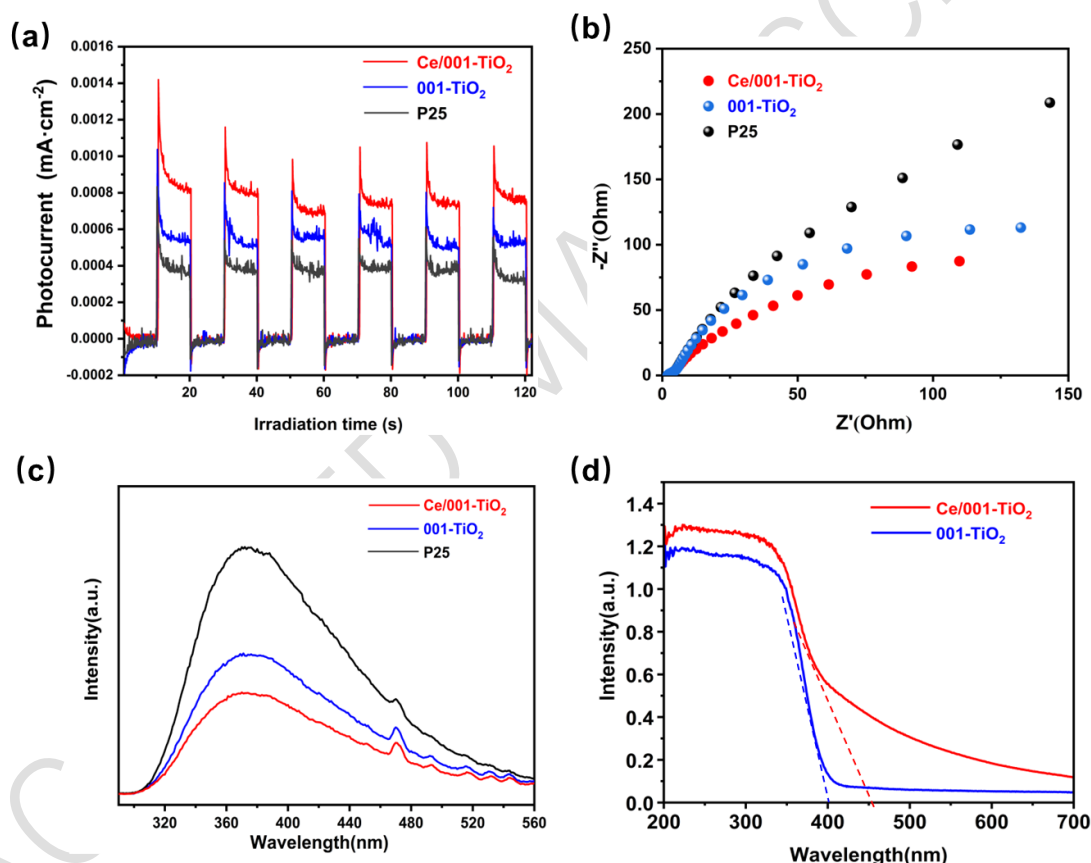 (a)
0.0016
0.0014
0.0012
0.0010
0.0008
0.0006
0.0004
0.0002
0.0000
-0.0002
Photocurrent (mA·cm⁻²)
Ce/001-TiO₂
001-TiO₂
P25
20 40 60 80 100 120
Irradiation time (s)
(b)
250
200
150
100
50
0
-Z''(Ohm)
Ce/001-TiO₂
001-TiO₂
P25
0 50 100 150
Z'(Ohm)
(c)
Intensity(a.u.)
Ce/001-TiO₂
001-TiO₂
P25
320 360 400 440 480 520 560
Wavelength(nm)
(d)
1.4
1.2
1.0
0.8
0.6
0.4
0.2
0.0
Intensity(a.u.)
Ce/001-TiO₂
001-TiO₂
200 300 400 500 600 700
Wavelength(nm)